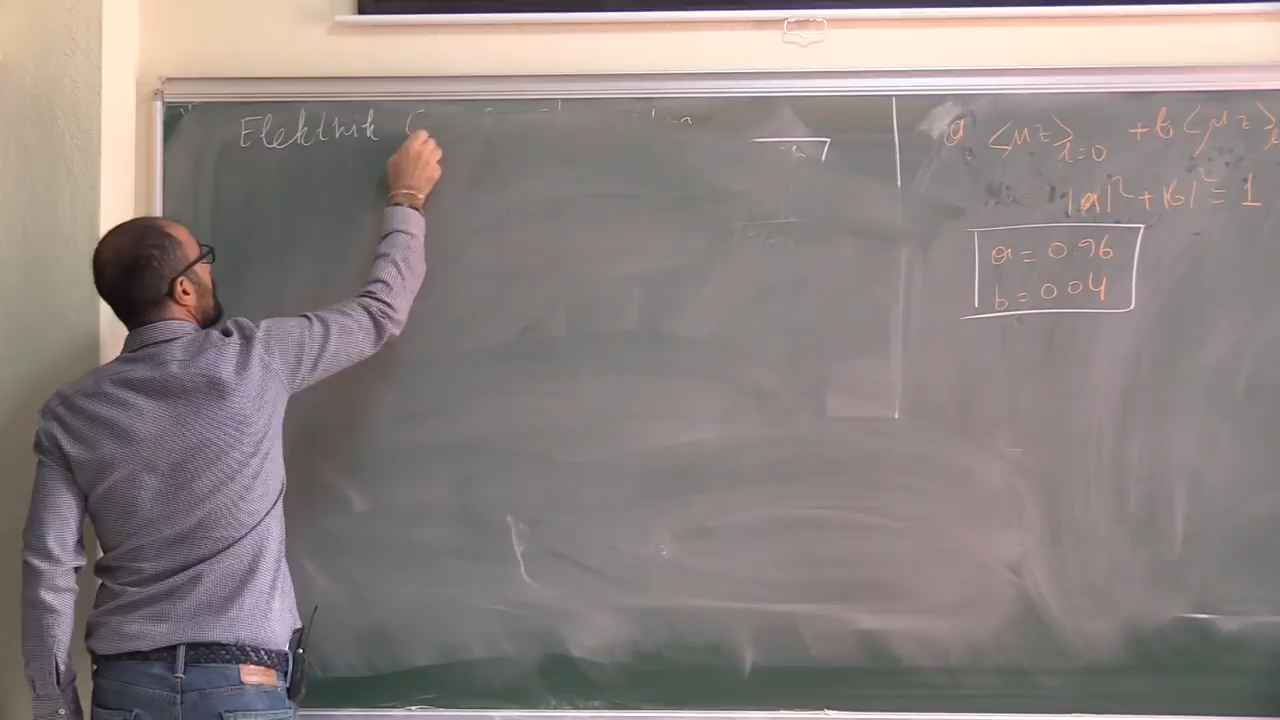 Elektrik
a ⟨μz⟩l=0 + b ⟨μz⟩l
|a|² + |b|² = 1
a = 0.96
b = 0.04